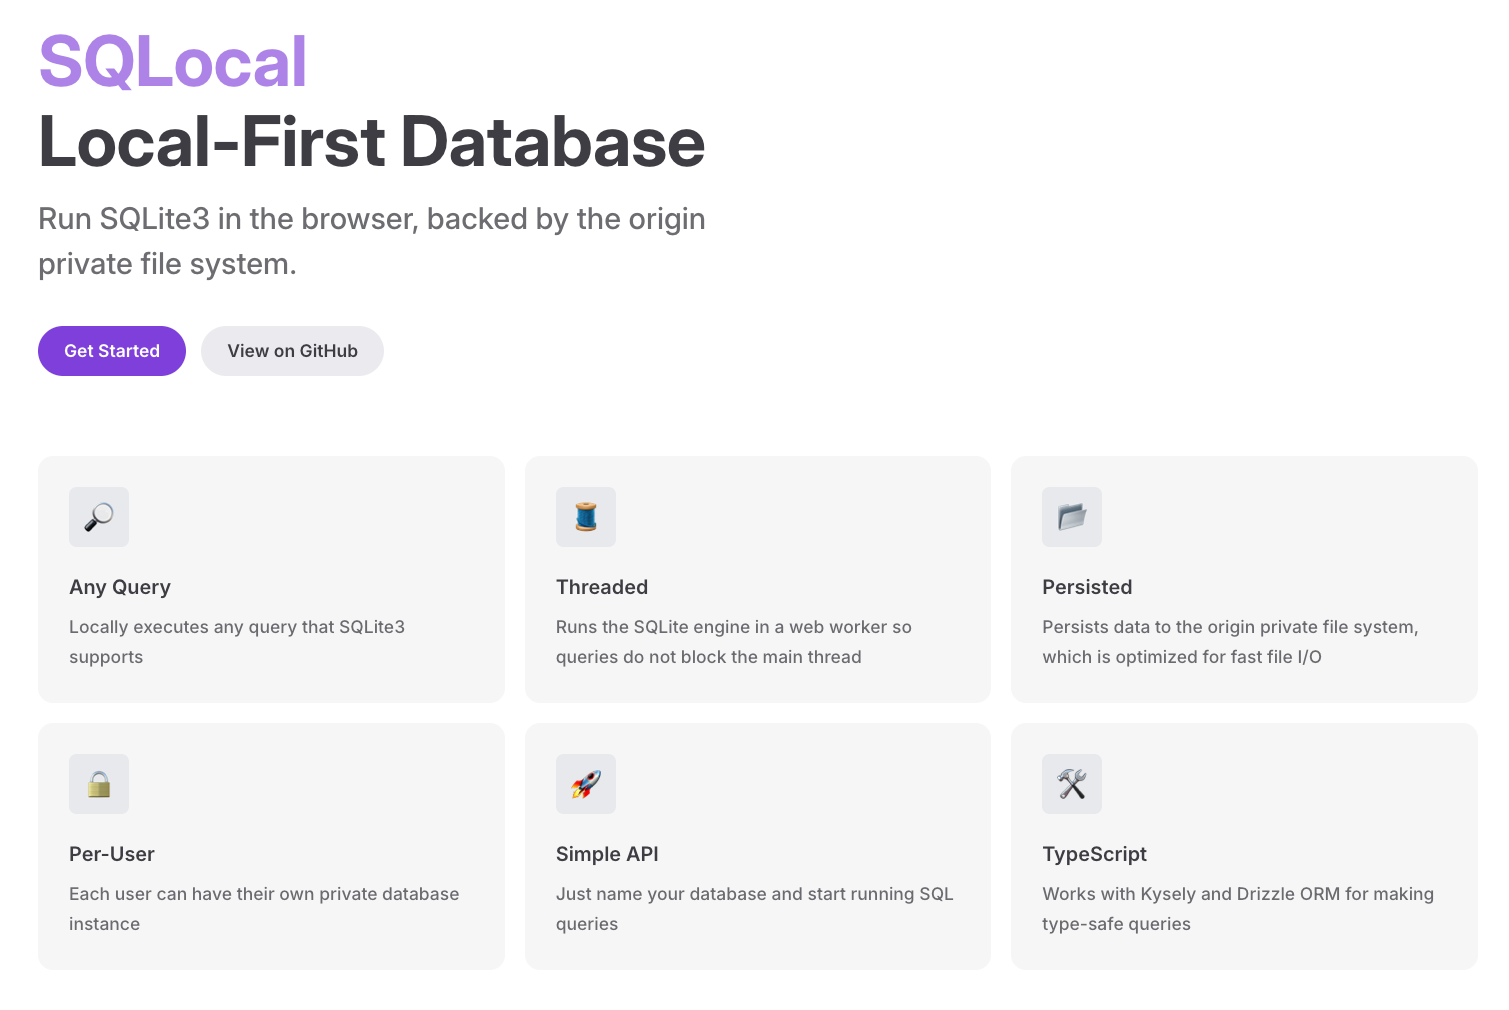 SQLocal
Local-First Database
Run SQLite3 in the browser, backed by the origin
private file system.
Get Started
View on GitHub
Any Query
Locally executes any query that SQLite3
supports
Threaded
Runs the SQLite engine in a web worker so
queries do not block the main thread
Persisted
Persists data to the origin private file system,
which is optimized for fast file I/O
Per-User
Each user can have their own private database
instance
Simple API
Just name your database and start running SQL
queries
TypeScript
Works with Kysely and Drizzle ORM for making
type-safe queries